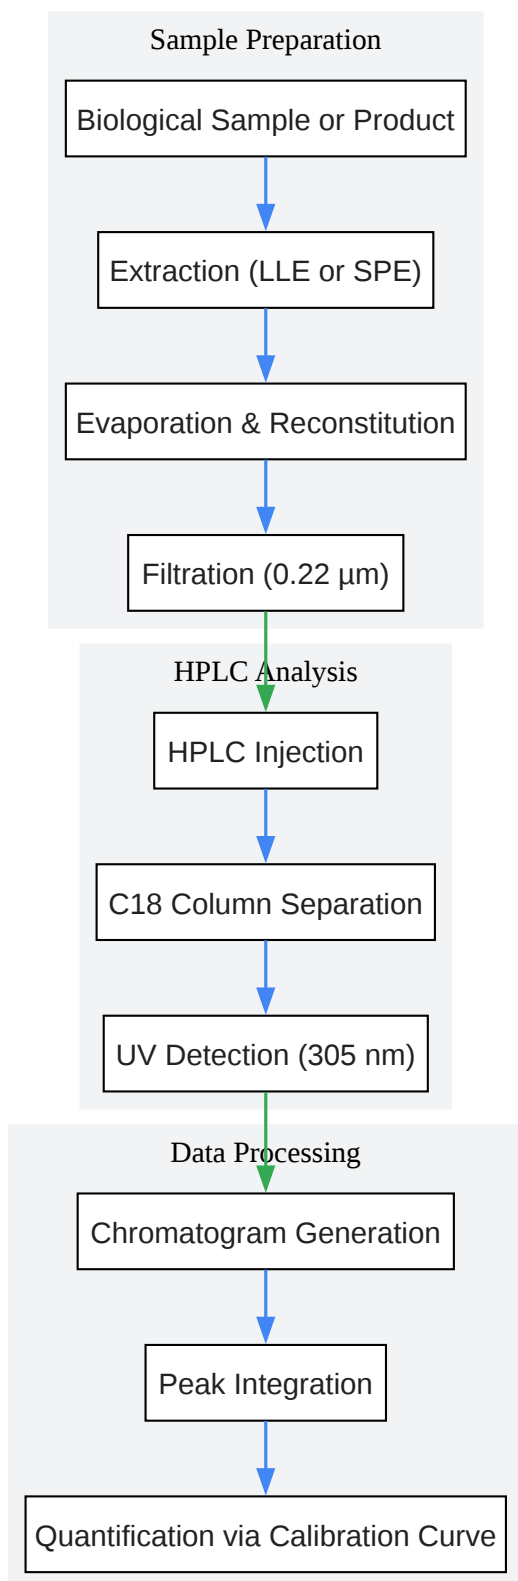 Sample Preparation
Biological Sample or Product
Extraction (LLE or SPE)
Evaporation & Reconstitution
Filtration (0.22 µm)
HPLC Analysis
HPLC Injection
C18 Column Separation
UV Detection (305 nm)
Data Processing
Chromatogram Generation
Peak Integration
Quantification via Calibration Curve